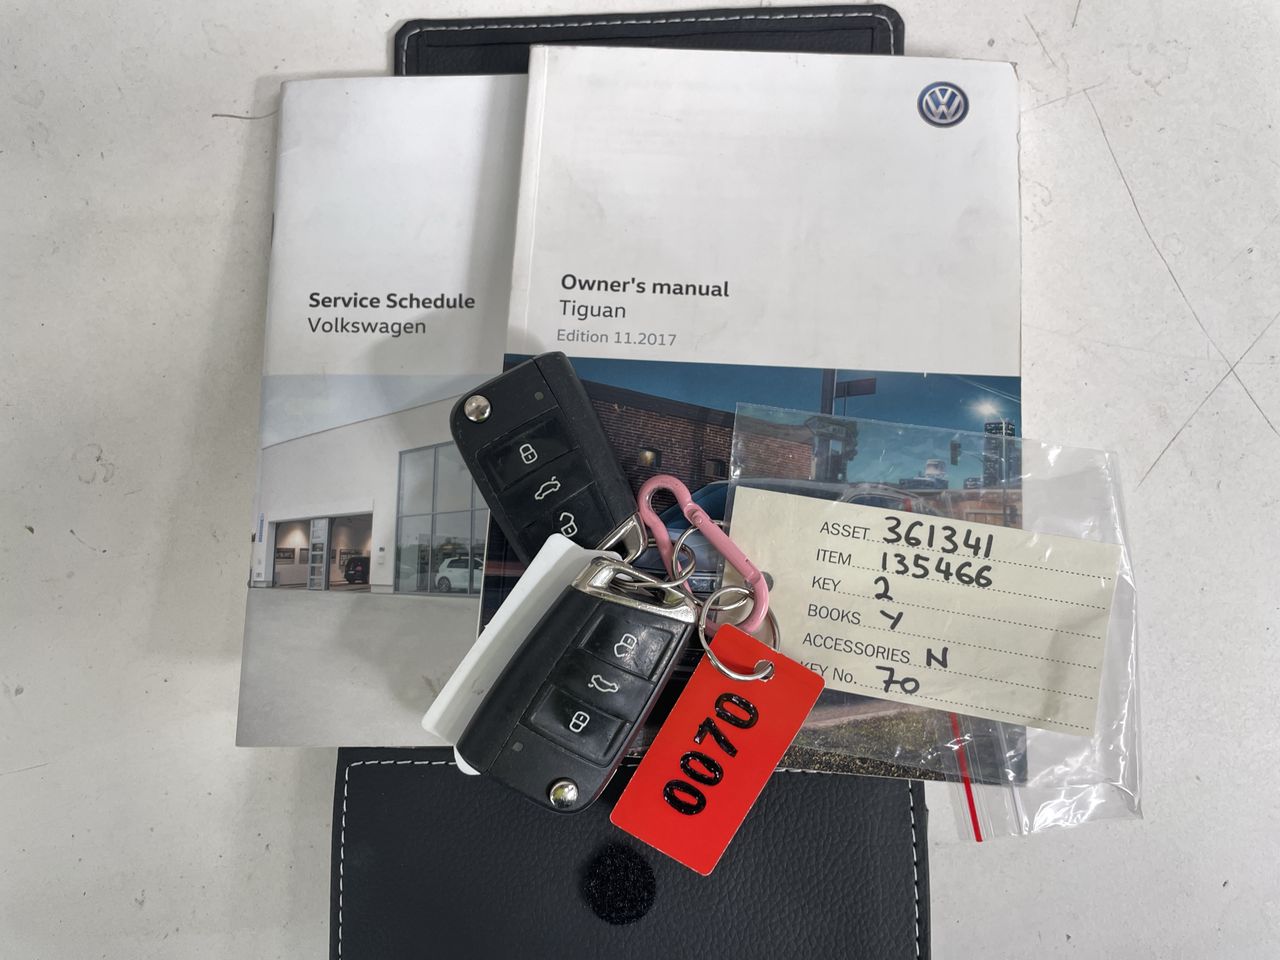 Service Schedule
Volkswagen
VW
Owner's manual
Tiguan
Edition 11.2017
ASSET 361341
ITEM 135466
KEY 2
BOOKS Y
ACCESSORIES N
KEY No. 70
0070